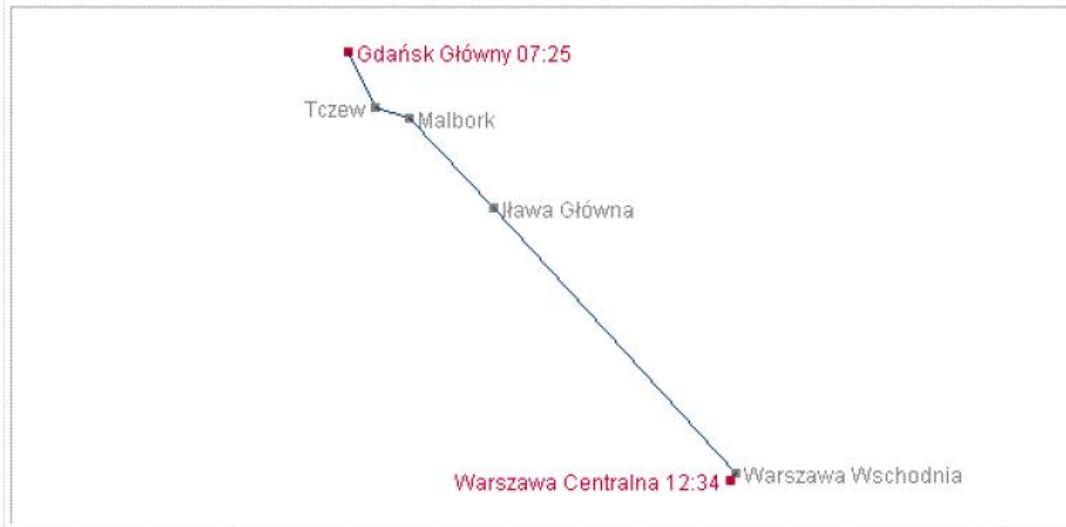 Gdańsk Główny 07:25
Tczew
Malbork
Iława Główna
Warszawa Wschodnia
Warszawa Centralna 12:34